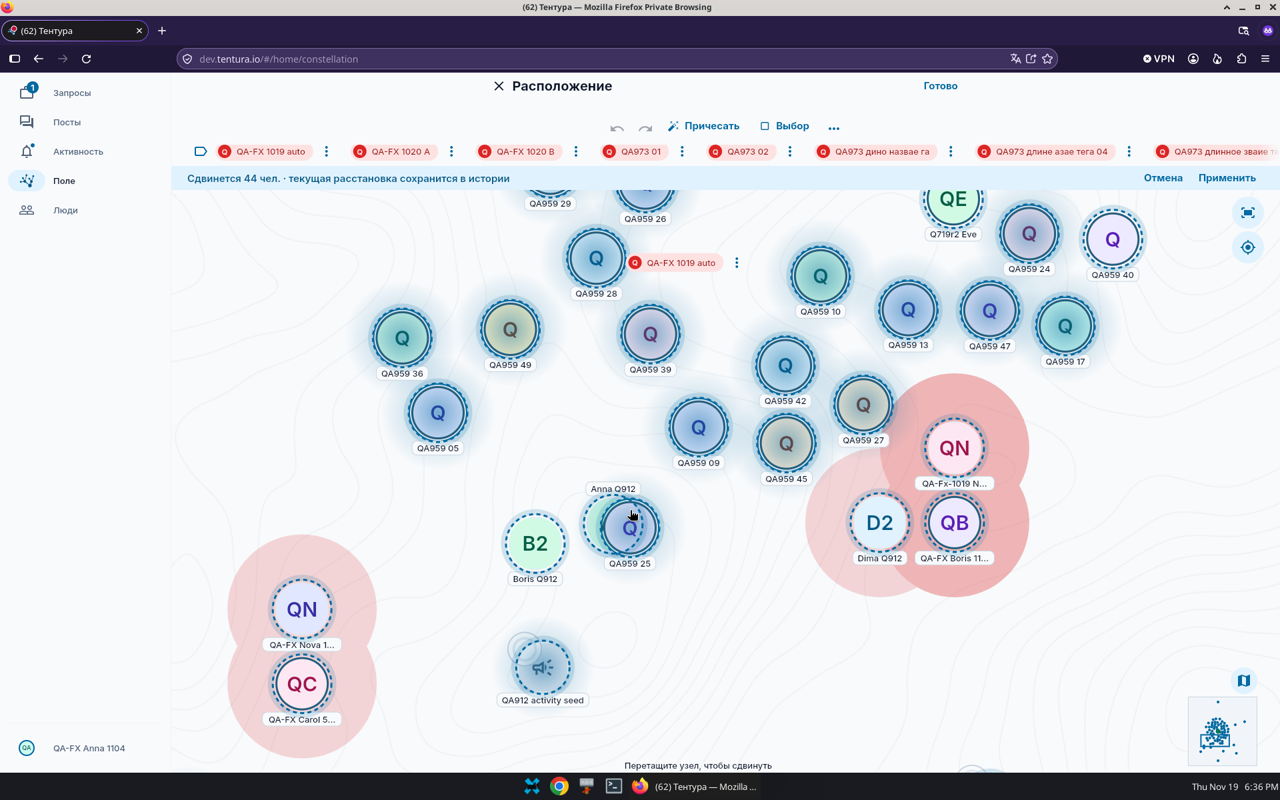 (62) Тентура — Mozilla Firefox Private Browsing
(62) Тентура
dev.tentura.io/#/home/constellation
VPN
1
Запросы
Посты
Активность
Поле
Люди
QA
QA-FX Anna 1104
Расположение
Готово
Причесать
Выбор
...
Q QA-FX 1019 auto
Q QA-FX 1020 A
Q QA-FX 1020 B
Q QA973 01
Q QA973 02
Q QA973 дино назвае га
Q QA973 длине азае тега 04
Q QA973 длинное зваие
Сдвинется 44 чел. · текущая расстановка сохранится в истории
Отмена
Применить
QA959 29
QA959 26
QE
Q719r2 Eve
Q
QA959 24
Q
QA959 40
Q
QA959 28
Q QA-FX 1019 auto
Q
QA959 10
Q
QA959 13
Q
QA959 47
Q
QA959 17
Q
QA959 36
Q
QA959 49
Q
QA959 39
Q
QA959 42
Q
QA959 27
Q
QA959 05
Q
QA959 09
Q
QA959 45
QN
QA-Fx-1019 N...
Anna Q912
Q
QA959 25
B2
Boris Q912
D2
Dima Q912
QB
QA-FX Boris 11...
QN
QA-FX Nova 1...
QC
QA-FX Carol 5...
QA912 activity seed
Перетащите узел, чтобы сдвинуть
(62) Тентура — Mozilla ...
Thu Nov 19
6:36 PM